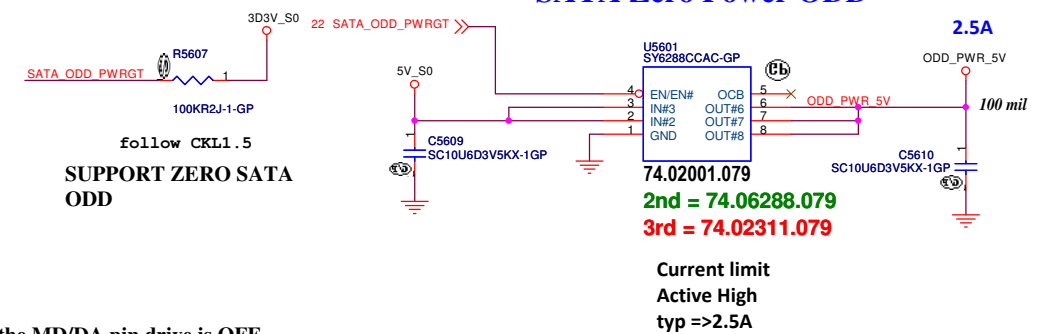 SATA Zero Power ODD
3D3V_S0
22 SATA_ODD_PWRGT
2.5A
R5607
U5601
SY6288CCAC-GP
ODD_PWR_5V
SATA_ODD_PWRGT
1
5V_S0
100KR2J-1-GP
4 EN/EN# OCB 5
3 IN#3 OUT#6 6 ODD_PWR_5V
2 IN#2 OUT#7 7
1 GND OUT#8 8
100 mil
follow CKL1.5
1
C5609
SC10U6D3V5KX-1GP
1
C5610
SC10U6D3V5KX-1GP
SUPPORT ZERO SATA
ODD
74.02001.079
2nd = 74.06288.079
3rd = 74.02311.079
Current limit
Active High
typ =>2.5A
the MD/DA pin drive is OFF